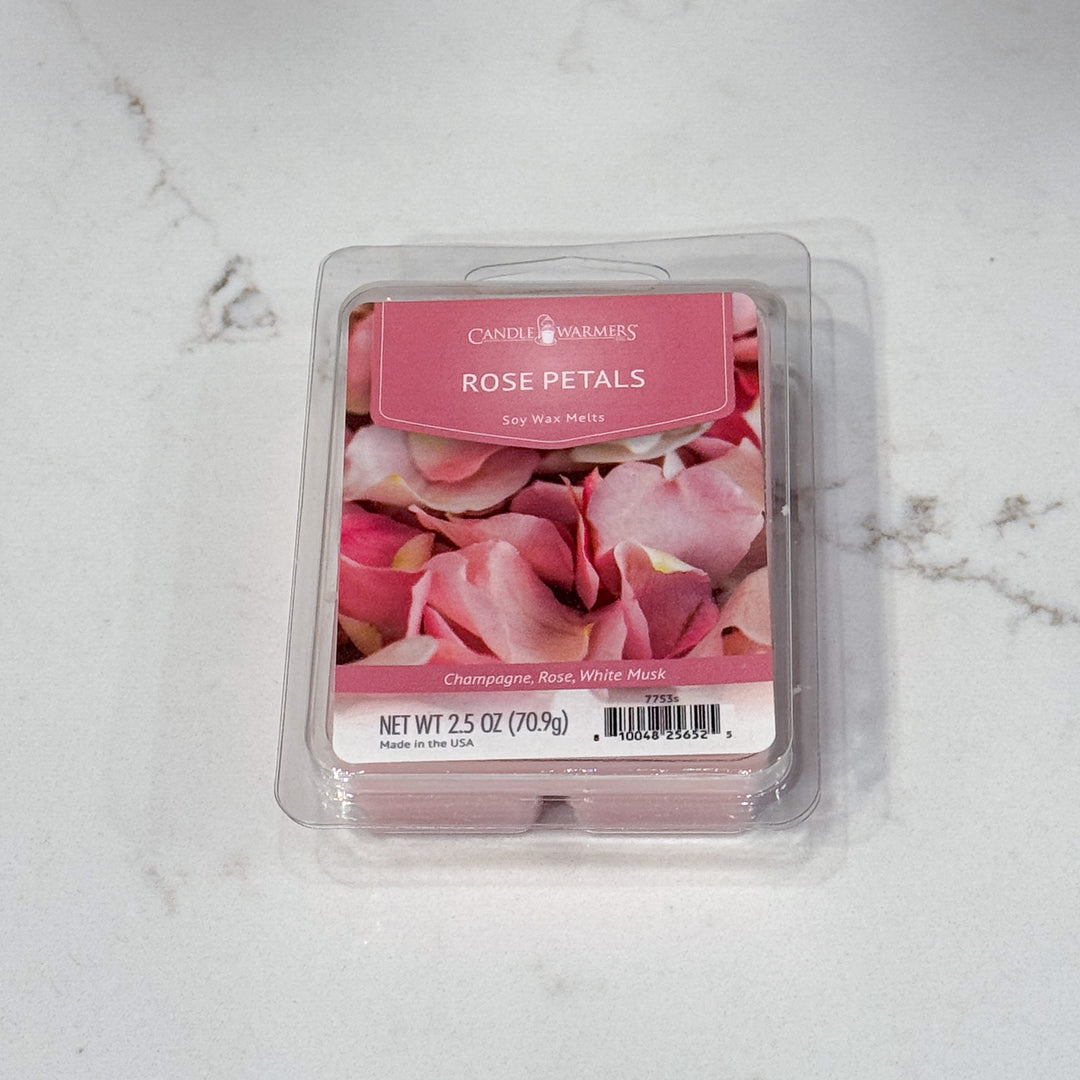 CANDLE WARMERS
ROSE PETALS
Soy Wax Melts
Champagne, Rose, White Musk
7753s
NET WT 2.5 OZ (70.9g)
Made in the USA
8 10048 25652 5